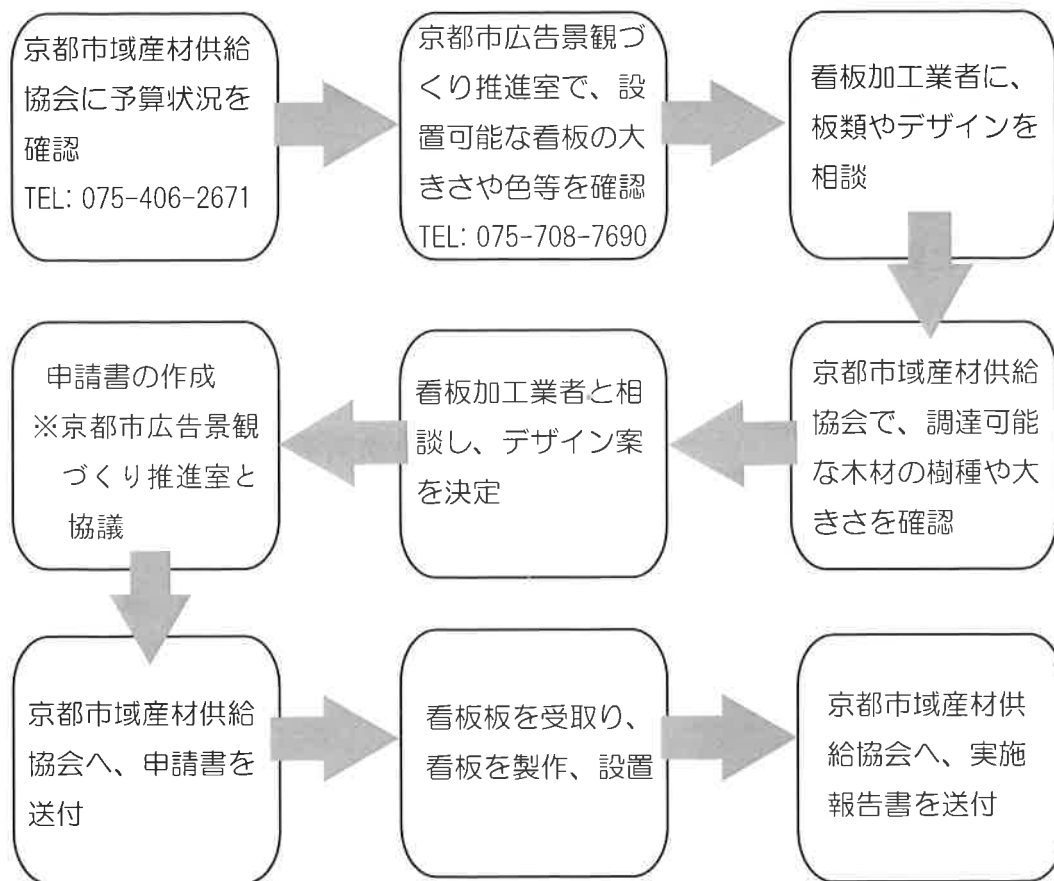 京都市域産材供給
協会に予算状況を
確認
TEL: 075-406-2671
京都市広告景観づ
くり推進室で、設
置可能な看板の大
きさや色等を確認
TEL: 075-708-7690
看板加工業者に、
板類やデザインを
相談
京都市域産材供給
協会で、調達可能
な木材の樹種や大
きさを確認
看板加工業者と相
談し、デザイン案
を決定
申請書の作成
※京都市広告景観
づくり推進室と
協議
京都市域産材供給
協会へ、申請書を
送付
看板板を受取り、
看板を製作、設置
京都市域産材供
給協会へ、実施
報告書を送付